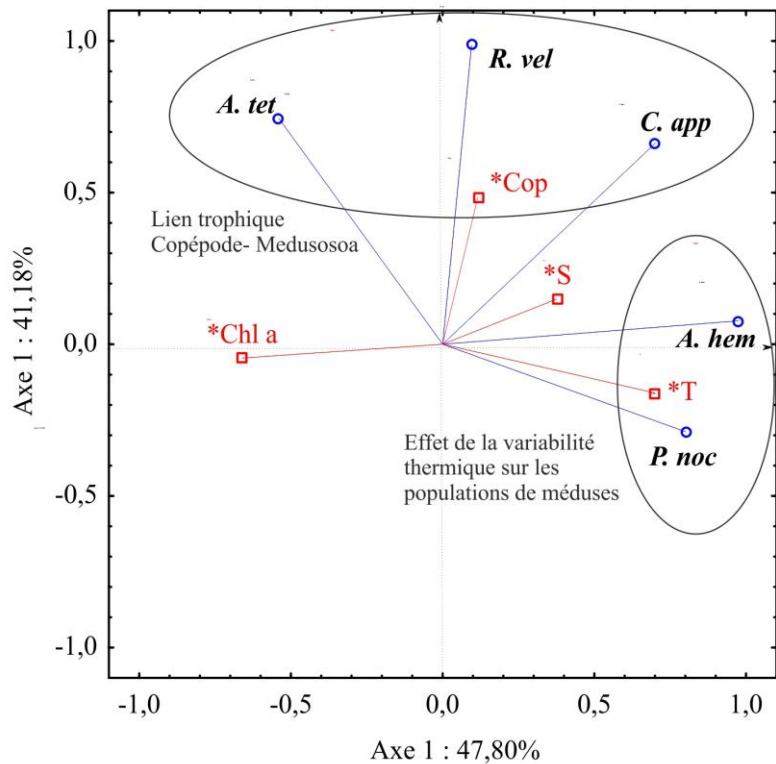 1,0
R. vel
A. tet
C. app
0,5
*Cop
Lien trophique
Copépode- Medusosoa
*S
*Chl a
0,0
A. hem
*T
P. noc
Effet de la variabilité
thermique sur les
populations de méduses
-0,5
-1,0
-1,0
-0,5
0,0
0,5
1,0
Axe 1 : 41,18%
Axe 1 : 47,80%